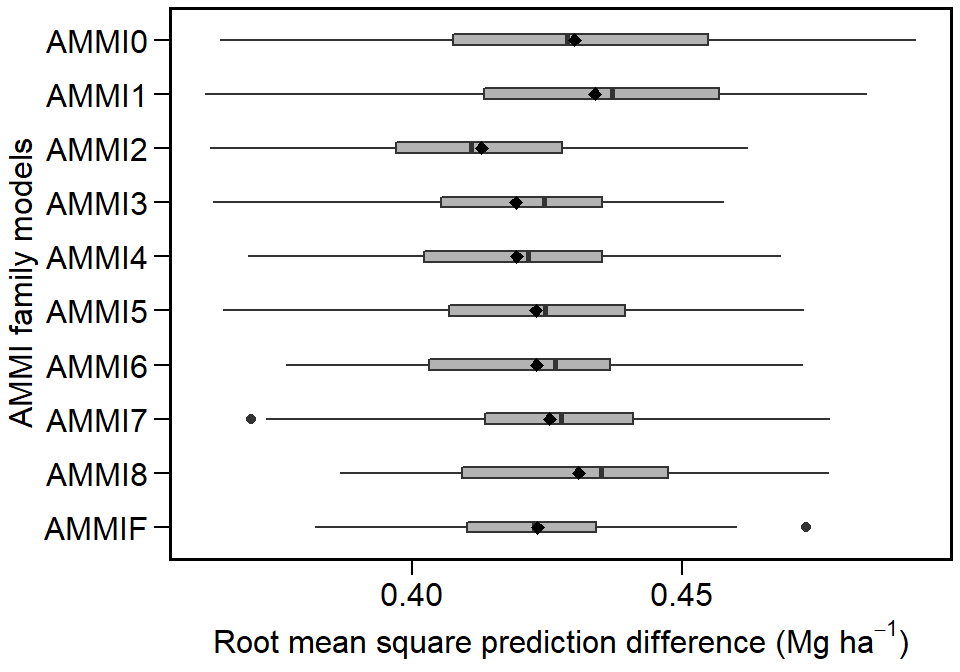 AMMI family models
AMMI0
AMMI1
AMMI2
AMMI3
AMMI4
AMMI5
AMMI6
AMMI7
AMMI8
AMMIF
0.40 0.45
Root mean square prediction difference (Mg ha⁻¹)